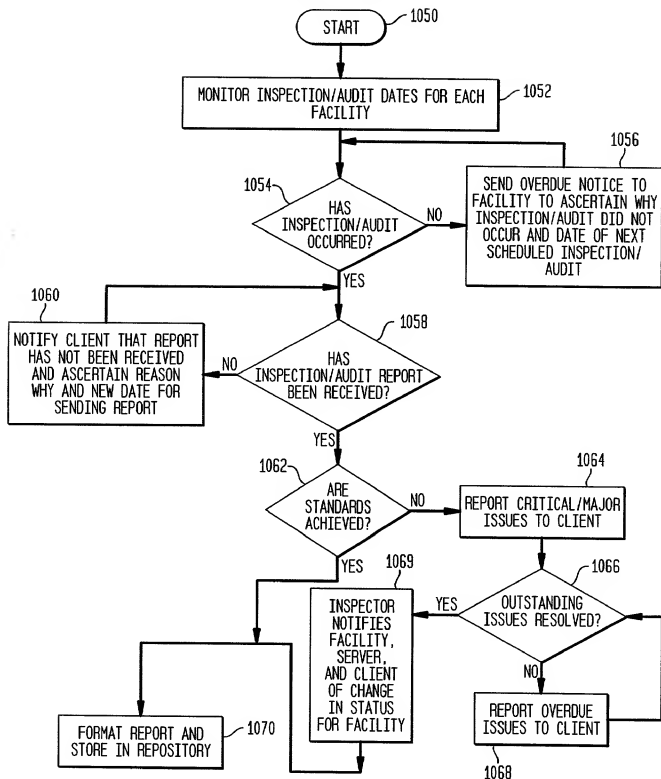 START
1050
MONITOR INSPECTION/AUDIT DATES FOR EACH
FACILITY
1052
1054
HAS
INSPECTION/AUDIT
OCCURRED?
NO
YES
1056
SEND OVERDUE NOTICE TO
FACILITY TO ASCERTAIN WHY
INSPECTION/AUDIT DID NOT
OCCUR AND DATE OF NEXT
SCHEDULED INSPECTION/
AUDIT
1060
NOTIFY CLIENT THAT REPORT
HAS NOT BEEN RECEIVED
AND ASCERTAIN REASON
WHY AND NEW DATE FOR
SENDING REPORT
1058
HAS
INSPECTION/AUDIT REPORT
BEEN RECEIVED?
NO
YES
1062
ARE
STANDARDS
ACHIEVED?
NO
YES
1064
REPORT CRITICAL/MAJOR
ISSUES TO CLIENT
1066
OUTSTANDING
ISSUES RESOLVED?
YES
NO
1069
INSPECTOR
NOTIFIES
FACILITY,
SERVER,
AND CLIENT
OF CHANGE
IN STATUS
FOR FACILITY
REPORT OVERDUE
ISSUES TO CLIENT
1068
FORMAT REPORT AND
STORE IN REPOSITORY
1070